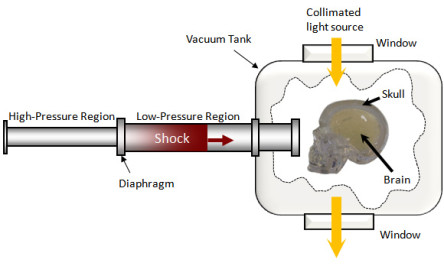 Collimated
light source
Window
Vacuum Tank
Skull
High-Pressure Region
Low-Pressure Region
Shock
Diaphragm
Brain
Window